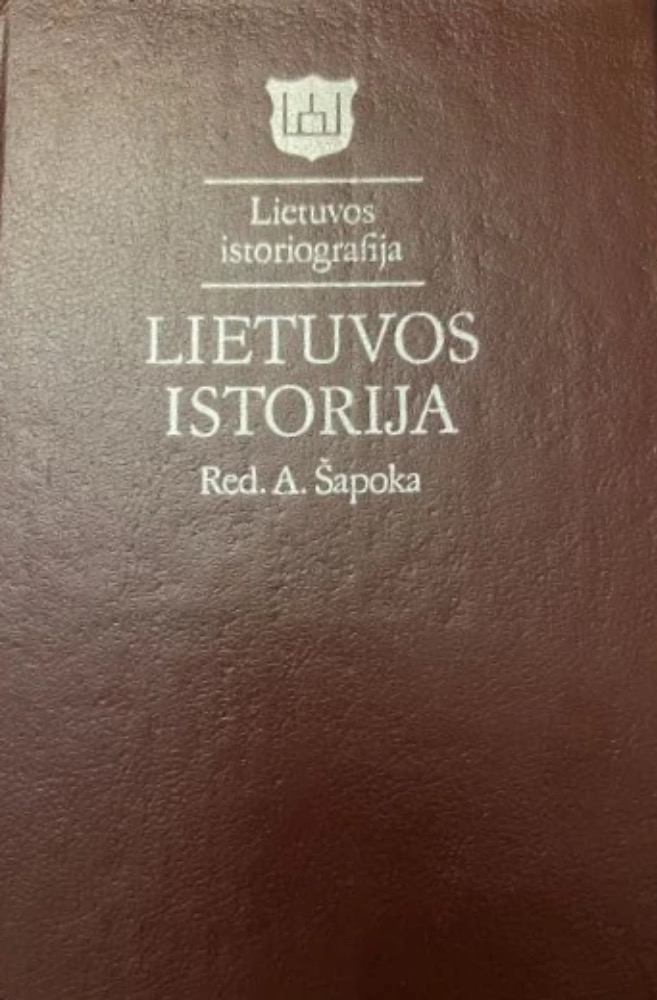 Lietuvos
istoriografija
LIETUVOS
ISTORIJA
Red. A. Šapoka